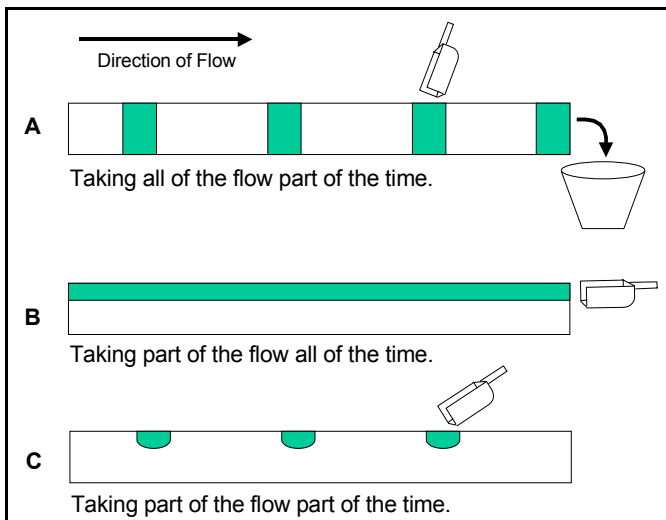 Direction of Flow
A
Taking all of the flow part of the time.
B
Taking part of the flow all of the time.
C
Taking part of the flow part of the time.